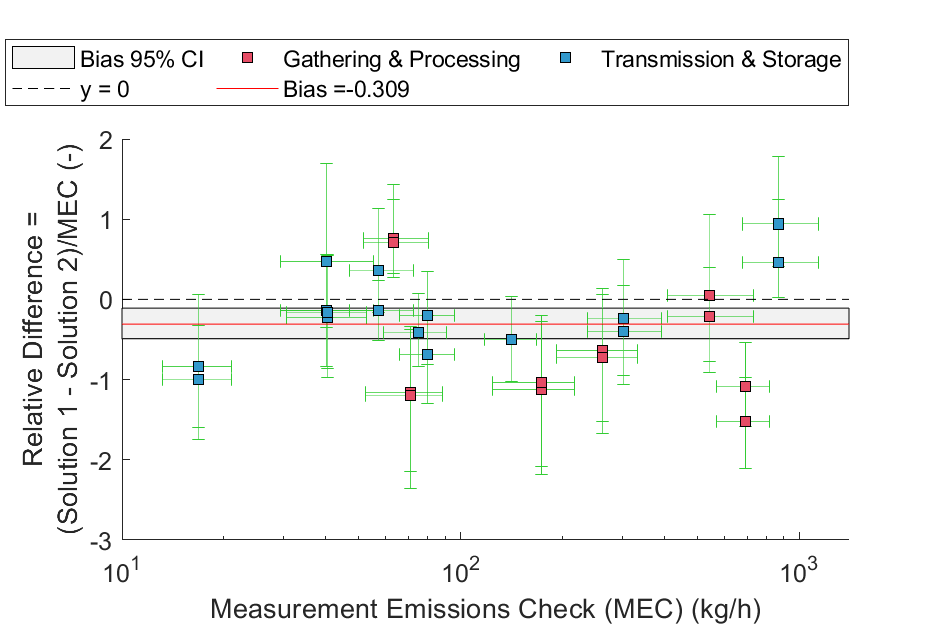 Bias 95% CI Gathering & Processing Transmission & Storage
y = 0 Bias =-0.309
Relative Difference =
(Solution 1 - Solution 2)/MEC (-)
2
1
0
-1
-2
-3
10^1 10^2 10^3
Measurement Emissions Check (MEC) (kg/h)